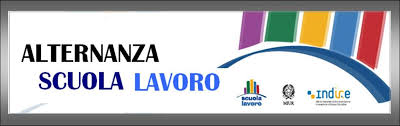 ALTERNANZA
SCUOLA LAVORO
scuola
lavoro
MIUR
indire